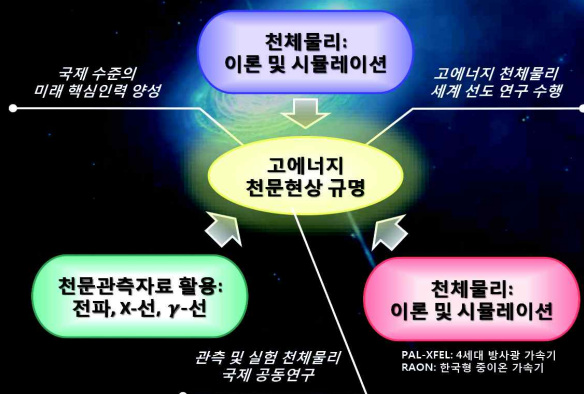 천체물리:
이론 및 시뮬레이션
국제 수준의
미래 핵심인력 양성
고에너지 천체물리
세계 선도 연구 수행
고에너지
천문현상 규명
천문관측자료 활용:
전파, X-선, γ-선
천체물리:
이론 및 시뮬레이션
관측 및 실험 천체물리
국제 공동연구
PAL-XFEL: 4세대 방사광 가속기
RAON: 한국형 중이온 가속기